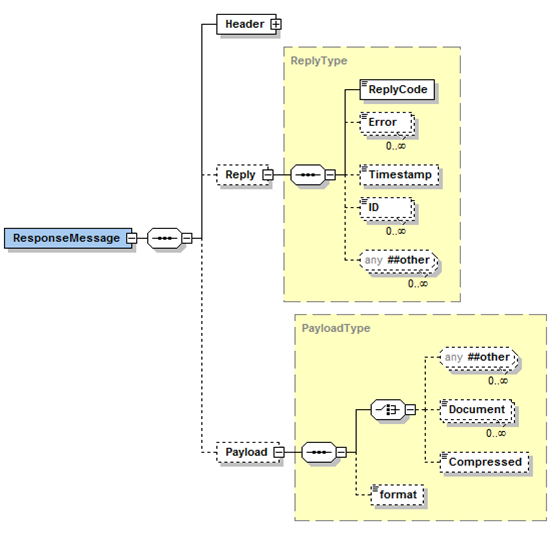 Header
ReplyType
ReplyCode
Error
0..∞
Reply
Timestamp
ID
0..∞
ResponseMessage
any ##other
0..∞
PayloadType
any ##other
0..∞
Document
0..∞
Payload
Compressed
format